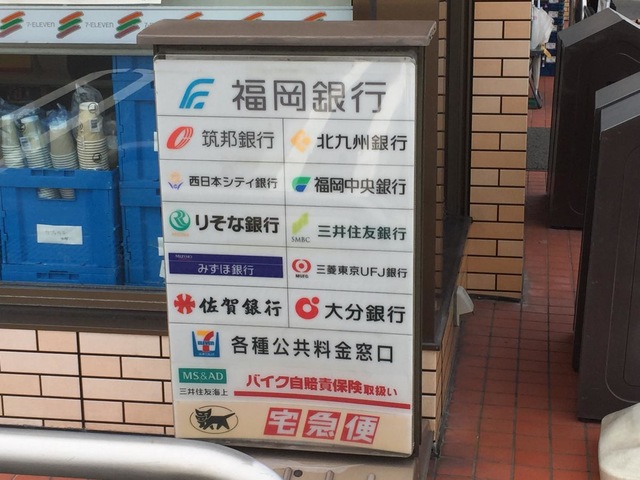 7-ELEVEN 7-ELEVEN
福岡銀行
筑邦銀行 北九州銀行
西日本シティ銀行 福岡中央銀行
りそな銀行 SMBC 三井住友銀行
みずほ銀行 MUFG 三菱東京UFJ銀行
佐賀銀行 大分銀行
各種公共料金窓口
MS&AD
三井住友海上 バイク自賠責保険取扱い
宅急便